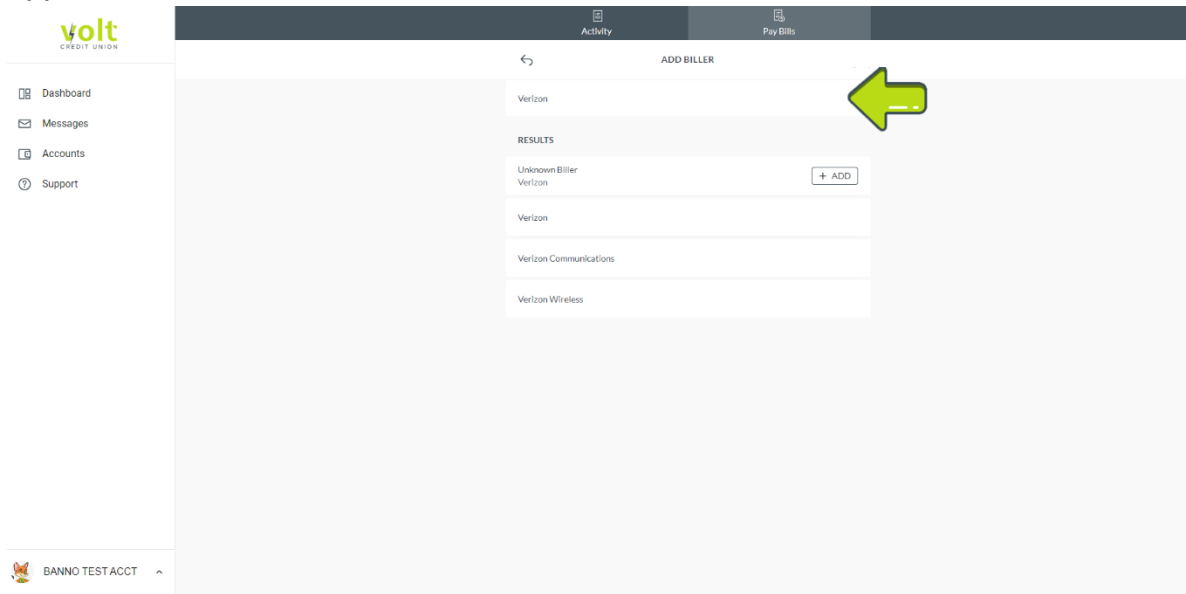 volt
CREDIT UNION
Dashboard
Messages
Accounts
Support
BANNO TEST ACCT
Activity
Pay Bills
ADD BILLER
Verizon
RESULTS
Unknown Biller
Verizon
+ ADD
Verizon
Verizon Communications
Verizon Wireless